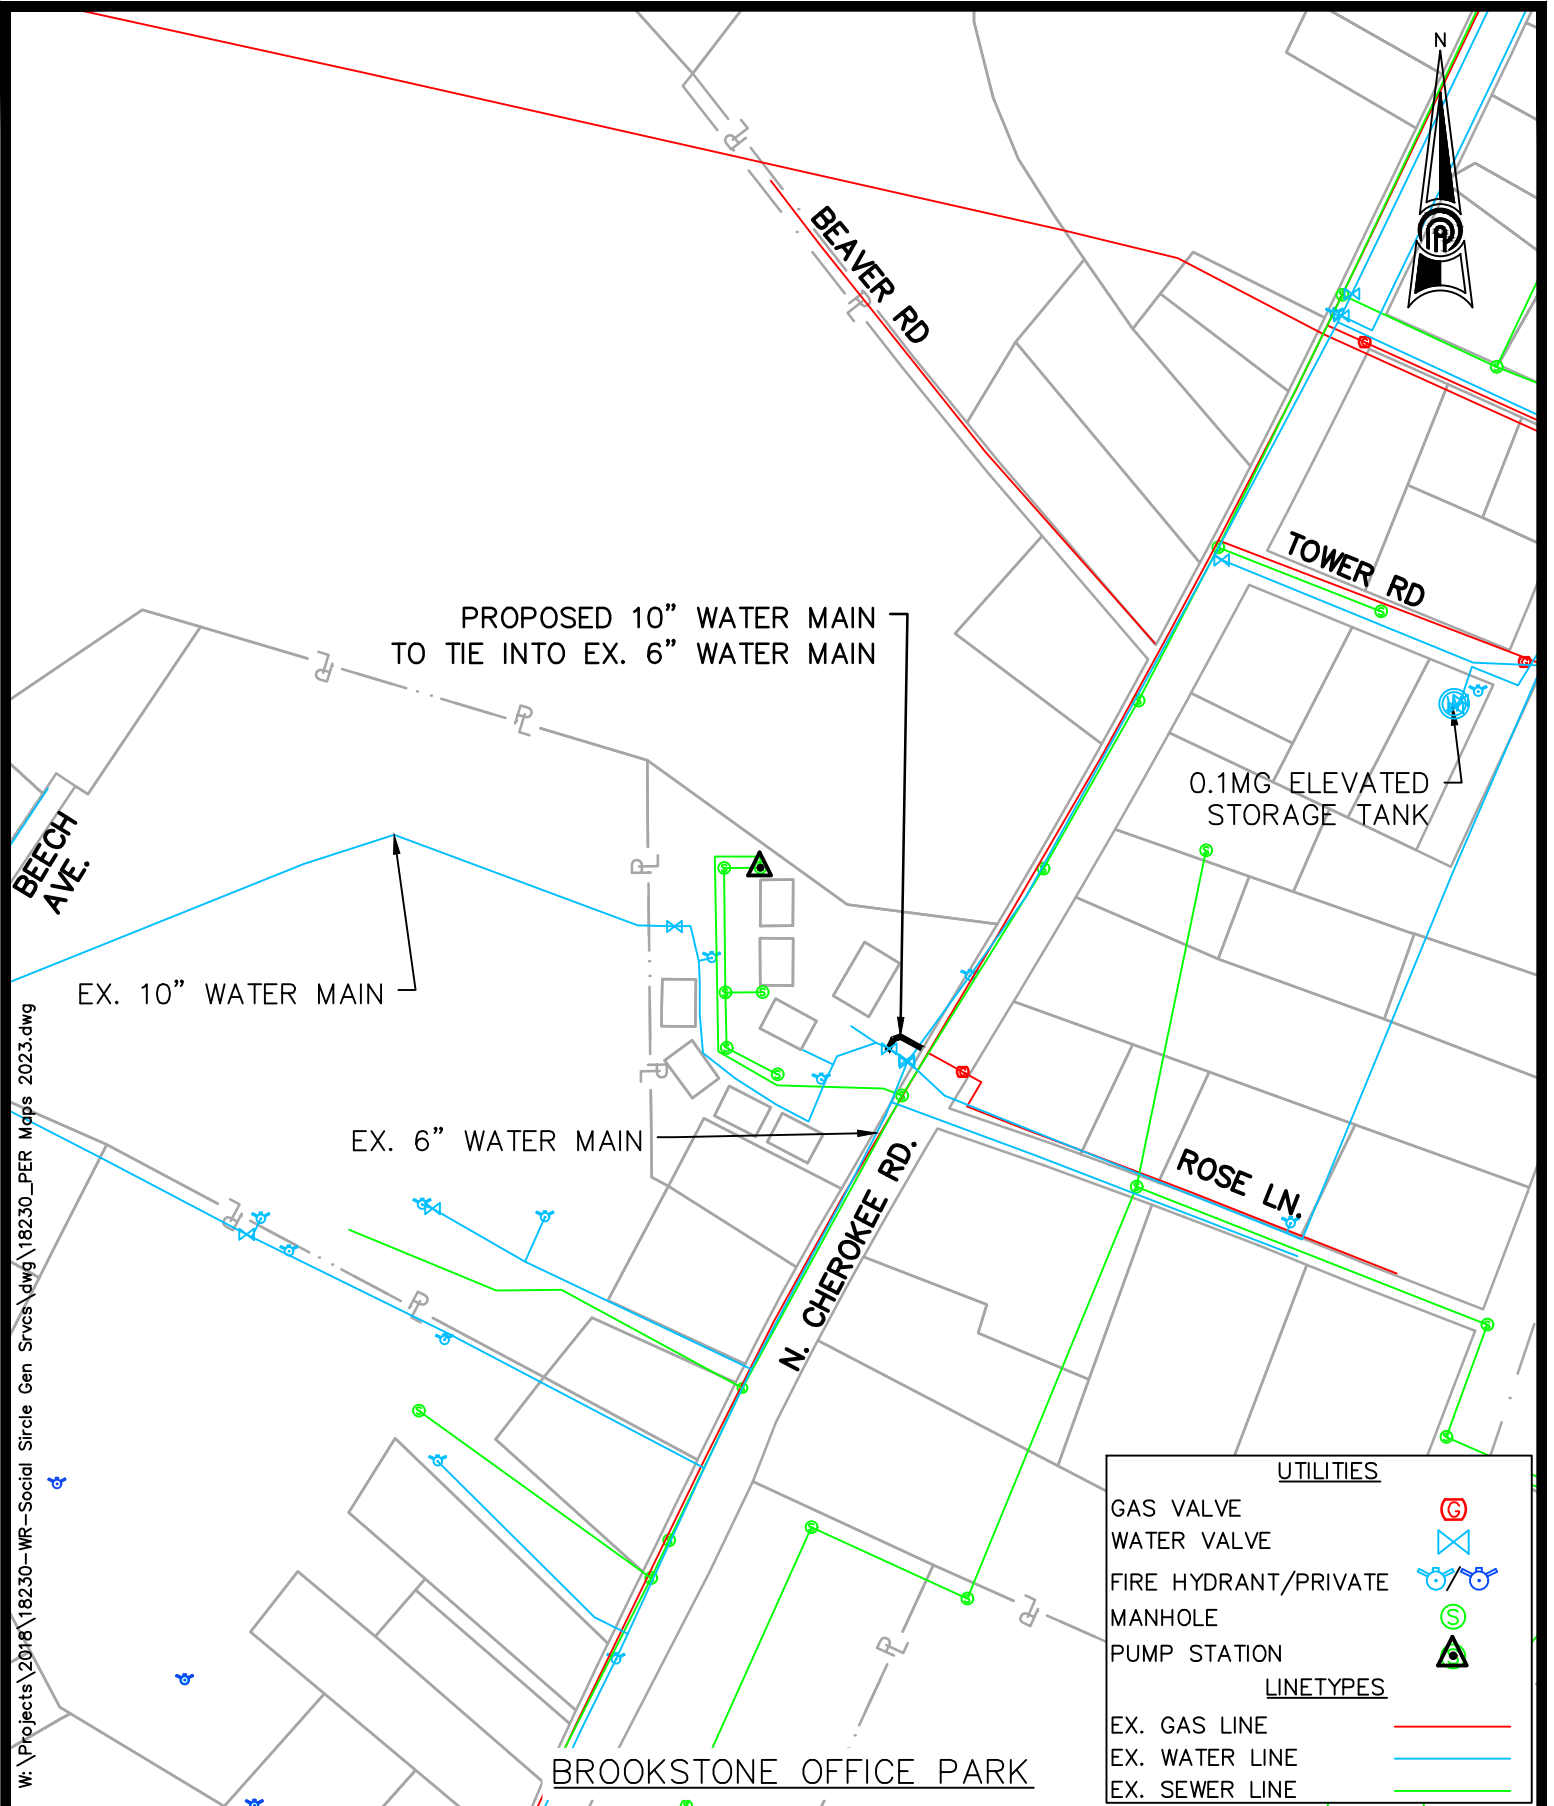 N
BEAVER RD
TOWER RD
PROPOSED 10” WATER MAIN
TO TIE INTO EX. 6” WATER MAIN
0.1MG ELEVATED
STORAGE TANK
BEECH
AVE.
EX. 10” WATER MAIN
EX. 6” WATER MAIN
ROSE LN.
N. CHEROKEE RD.
W:\Projects\2018\18230-WR-Social Sircle Gen Srvcs\dwg\18230_PER Maps 2023.dwg
UTILITIES
GAS VALVE G
WATER VALVE
FIRE HYDRANT/PRIVATE /
MANHOLE S
PUMP STATION
LINETYPES
EX. GAS LINE
EX. WATER LINE
EX. SEWER LINE
BROOKSTONE OFFICE PARK